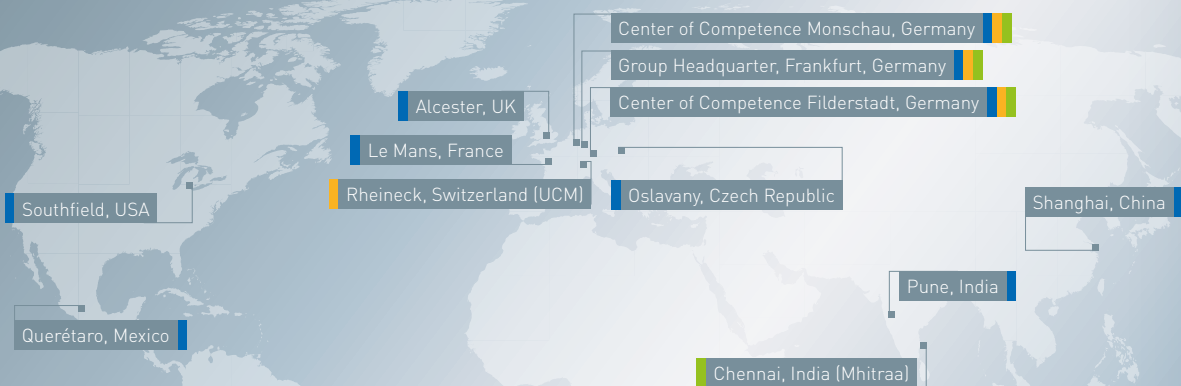 Center of Competence Monschau, Germany
Group Headquarter, Frankfurt, Germany
Center of Competence Filderstadt, Germany
Alcester, UK
Le Mans, France
Rheineck, Switzerland (UCM)
Oslavany, Czech Republic
Southfield, USA
Shanghai, China
Pune, India
Querétaro, Mexico
Chennai, India (Mhitraa)